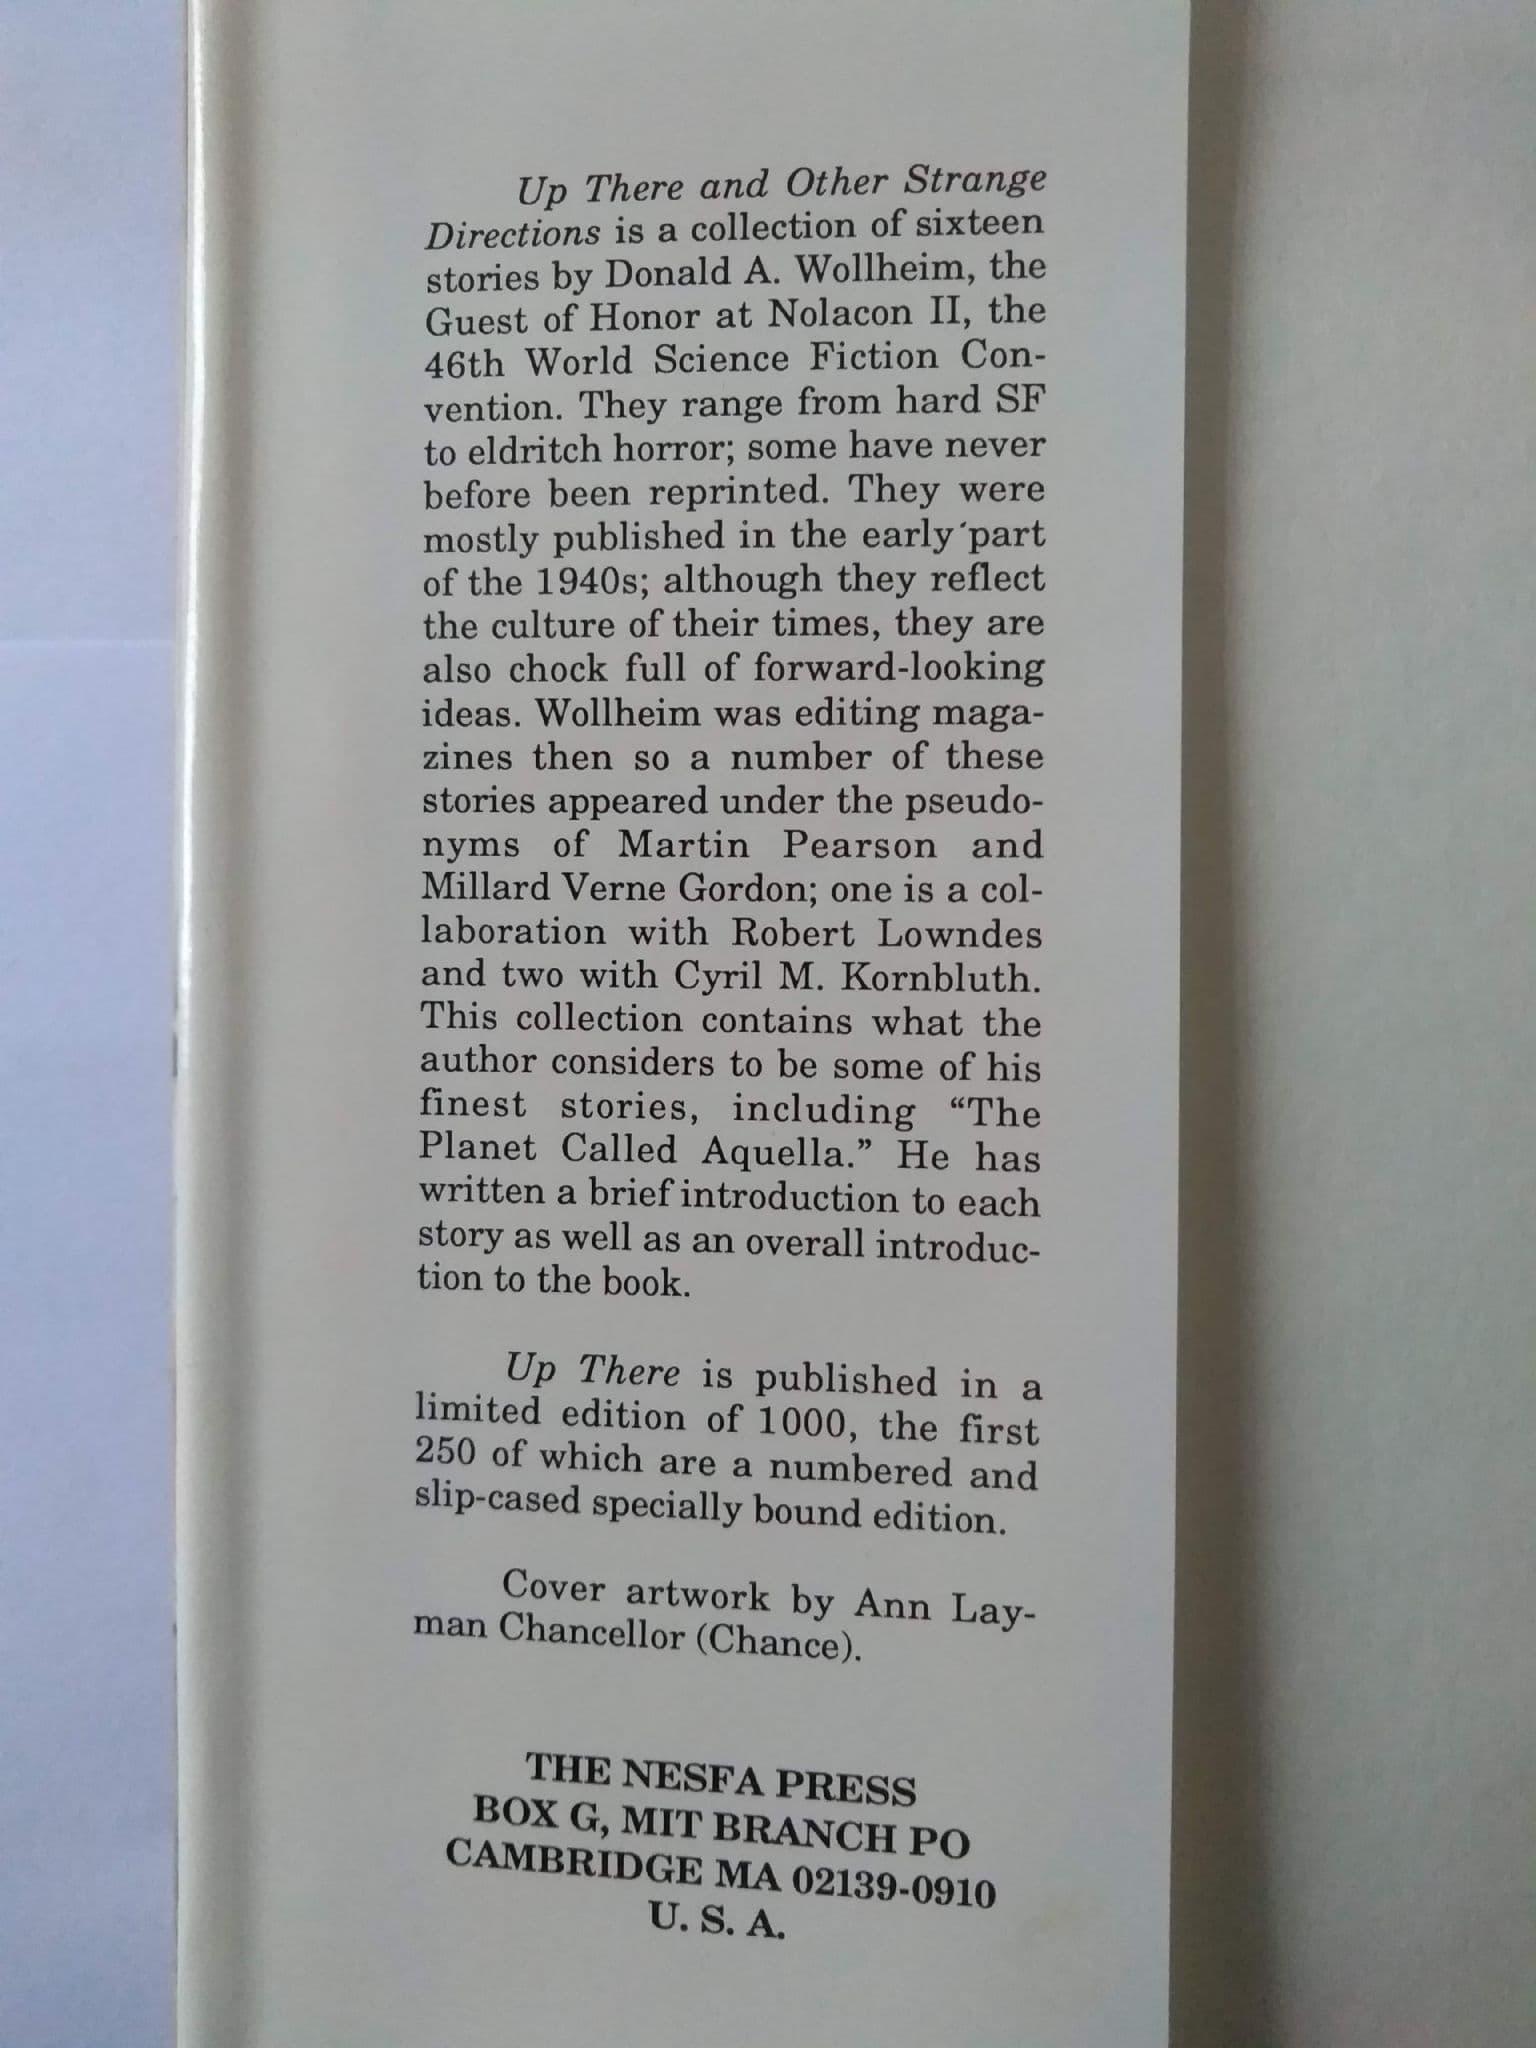 Up There and Other Strange
Directions is a collection of sixteen
stories by Donald A. Wollheim, the
Guest of Honor at Nolacon II, the
46th World Science Fiction Con-
vention. They range from hard SF
to eldritch horror; some have never
before been reprinted. They were
mostly published in the early part
of the 1940s; although they reflect
the culture of their times, they are
also chock full of forward-looking
ideas. Wollheim was editing maga-
zines then so a number of these
stories appeared under the pseudo-
nyms of Martin Pearson and
Millard Verne Gordon; one is a col-
laboration with Robert Lowndes
and two with Cyril M. Kornbluth.
This collection contains what the
author considers to be some of his
finest stories, including “The
Planet Called Aquella.” He has
written a brief introduction to each
story as well as an overall introduc-
tion to the book.
Up There is published in a
limited edition of 1000, the first
250 of which are a numbered and
slip-cased specially bound edition.
Cover artwork by Ann Lay-
man Chancellor (Chance).
THE NESFA PRESS
BOX G, MIT BRANCH PO
CAMBRIDGE MA 02139-0910
U. S. A.